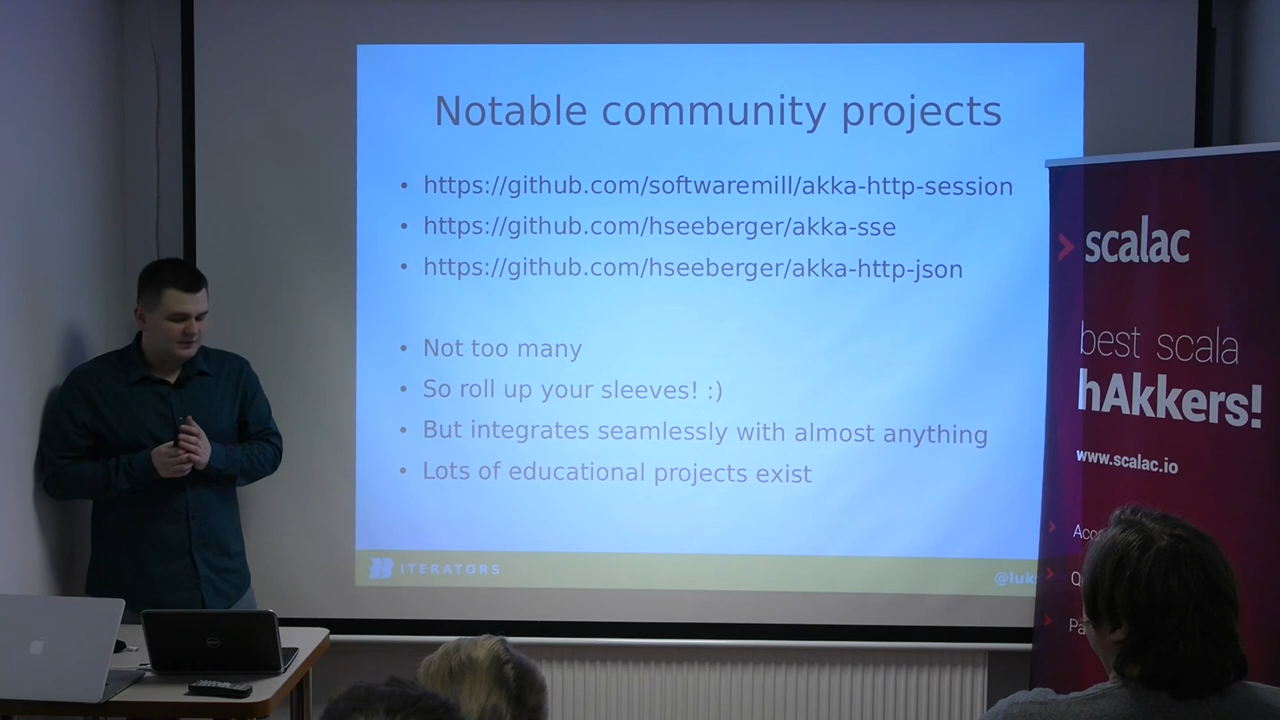 Notable community projects
• https://github.com/softwaremill/akka-http-session
• https://github.com/hseeberger/akka-sse
• https://github.com/hseeberger/akka-http-json
• Not too many
• So roll up your sleeves! :)
• But integrates seamlessly with almost anything
• Lots of educational projects exist
ITERATORS
@luk
scalac
best scala
hAkkers!
www.scalac.io